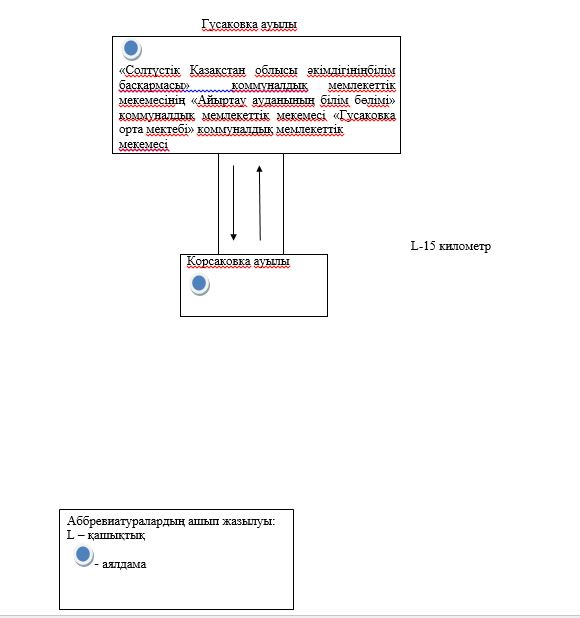 Гусаковка ауылы
«Солтүстік Қазақстан облысы әкімдігініңбілім
басқармасы» коммуналдық мемлекеттік
мекемесінің «Айыртау ауданының білім бөлімі»
коммуналдық мемлекеттік мекемесі «Гусаковка
орта мектебі» коммуналдық мемлекеттік
мекемесі
L-15 километр
Корсаковка ауылы
Аббревиатуралардың ашып жазылуы:
L – қашықтық
- аялдама